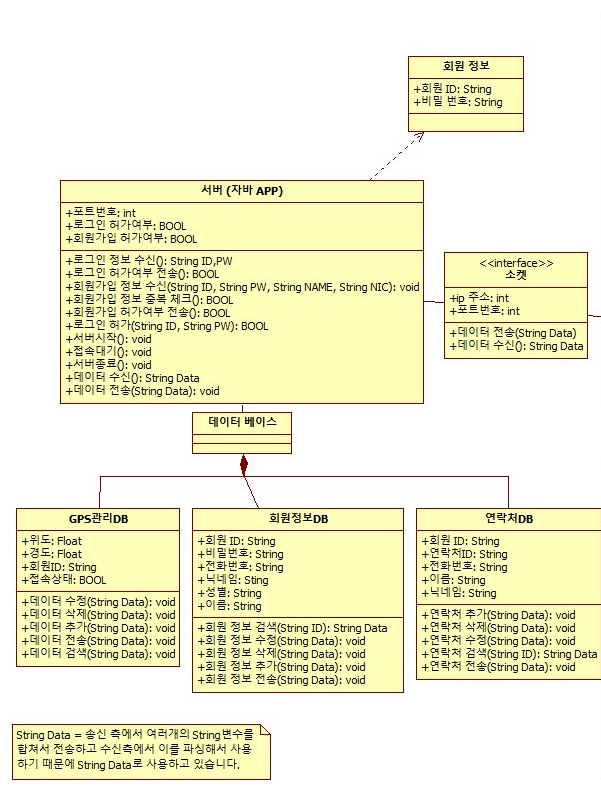 회원 정보
+회원 ID: String
+비밀 번호: String
서버 (자바 APP)
+포트번호: int
+로그인 허가여부: BOOL
+회원가입 허가여부: BOOL
+로그인 정보 수신(): String ID,PW
+로그인 허가여부 전송(): BOOL
+회원가입 정보 수신(String ID, String PW, String NAME, String NIC): void
+회원가입 정보 중복 체크(): BOOL
+회원가입 허가여부 전송(): BOOL
+로그인 허가(String ID, String PW): BOOL
+서버시작(): void
+접속대기(): void
+서버종료(): void
+데이터 수신(): String Data
+데이터 전송(String Data): void
<<interface>>
소켓
+ip 주소: int
+포트번호: int
+데이터 전송(String Data)
+데이터 수신(): String Data
데이터 베이스
GPS관리DB
+위도: Float
+경도: Float
+회원ID: String
+접속상태: BOOL
+데이터 수정(String Data): void
+데이터 삭제(String Data): void
+데이터 추가(String Data): void
+데이터 전송(String Data): void
+데이터 검색(String Data): void
회원정보DB
+회원 ID: String
+비밀번호: String
+전화번호: String
+닉네임: Sting
+성별: String
+이름: String
+회원 정보 검색(String ID): String Data
+회원 정보 수정(String Data): void
+회원 정보 삭제(String Data): void
+회원 정보 추가(String Data): void
+회원 정보 전송(String Data): void
연락처DB
+회원 ID: String
+연락처ID: String
+전화번호: String
+이름: String
+닉네임: String
+연락처 추가(String Data): void
+연락처 삭제(String Data): void
+연락처 수정(String Data): void
+연락처 검색(String ID): String Data
+연락처 전송(String Data): void
String Data = 송신 측에서 여러개의 String변수를
합쳐서 전송하고 수신측에서 이를 파싱해서 사용
하기 때문에 String Data로 사용하고 있습니다.